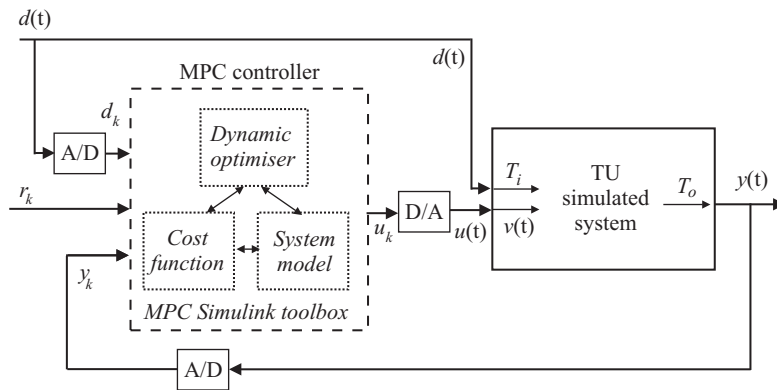 d(t)
MPC controller
d(t)
d_k
A/D
Dynamic
optimiser
r_k
Cost
function
System
model
y_k
MPC Simulink toolbox
u_k
D/A
u(t)
T_i
v(t)
TU
simulated
system
T_o
y(t)
A/D